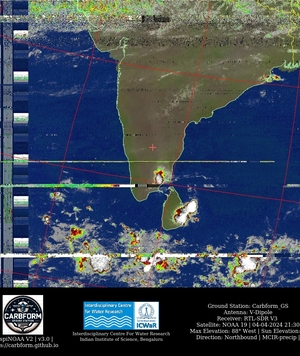 CARBFORM
spiNOAA V2 | v3.0 |
s://carbform.github.io
Interdisciplinary Centre
for Water Research
ICWaR
Interdisciplinary Centre For Water Research
Indian Institute of Science, Bengaluru
Ground Station: Carbform_GS
Antenna: V-Dipole
Receiver: RTL-SDR V3
Satellite: NOAA 19 | 04-04-2024 21:30
Max Elevation: 88° West | Sun Elevation:
Direction: Northbound | MCIR-precip